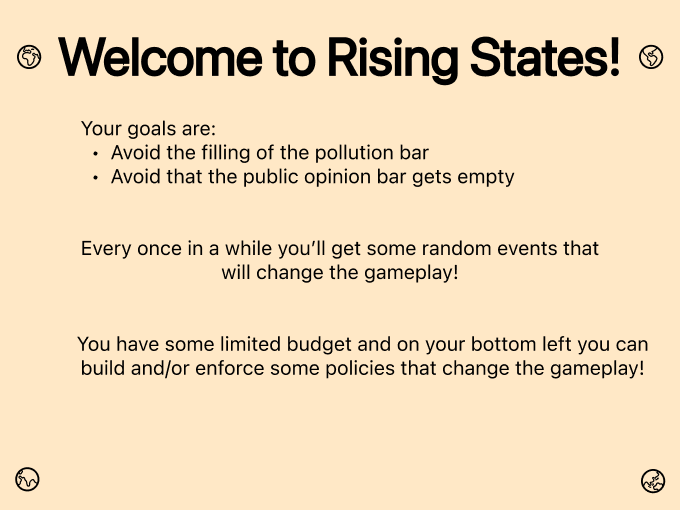 Welcome to Rising States!
Your goals are:
• Avoid the filling of the pollution bar
• Avoid that the public opinion bar gets empty
Every once in a while you’ll get some random events that
will change the gameplay!
You have some limited budget and on your bottom left you can
build and/or enforce some policies that change the gameplay!